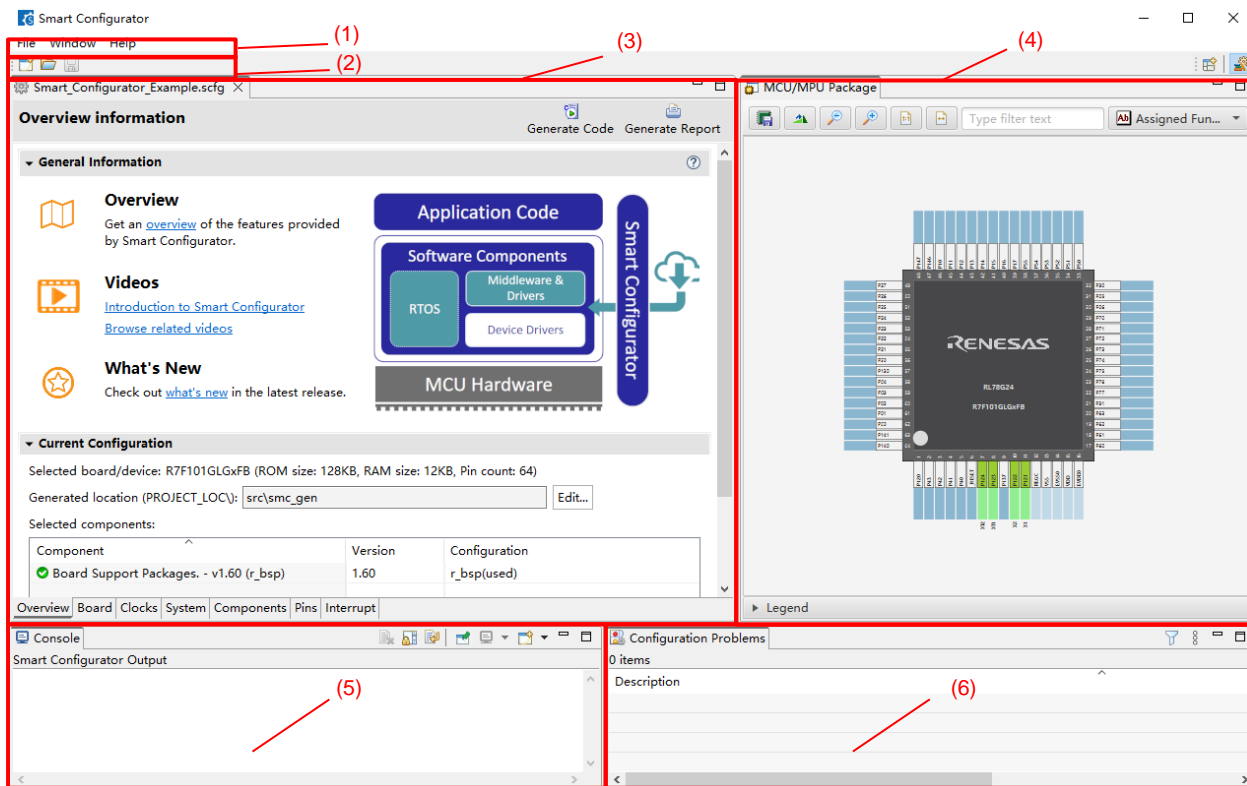 Smart Configurator
(1)
(3)
(4)
File Window Help
(2)
Smart_Configurator_Example.scfg
MCU/MPU Package
Overview information
Generate Code Generate Report
Type filter text
Ab Assigned Fun...
General Information
Overview
Get an overview of the features provided
by Smart Configurator.
Videos
Introduction to Smart Configurator
Browse related videos
What's New
Check out what's new in the latest release.
Application Code
Software Components
RTOS
Middleware &
Drivers
Device Drivers
MCU Hardware
Smart Configurator
RENESAS
RL78G24
R7F101GLGxFB
Current Configuration
Selected board/device: R7F101GLGxFB (ROM size: 128KB, RAM size: 12KB, Pin count: 64)
Generated location (PROJECT_LOC\): src\smc_gen Edit...
Selected components:
Component Version Configuration
Board Support Packages. - v1.60 (r_bsp) 1.60 r_bsp(used)
Overview Board Clocks System Components Pins Interrupt
Legend
Console
Smart Configurator Output
(5)
Configuration Problems
0 items
Description
(6)